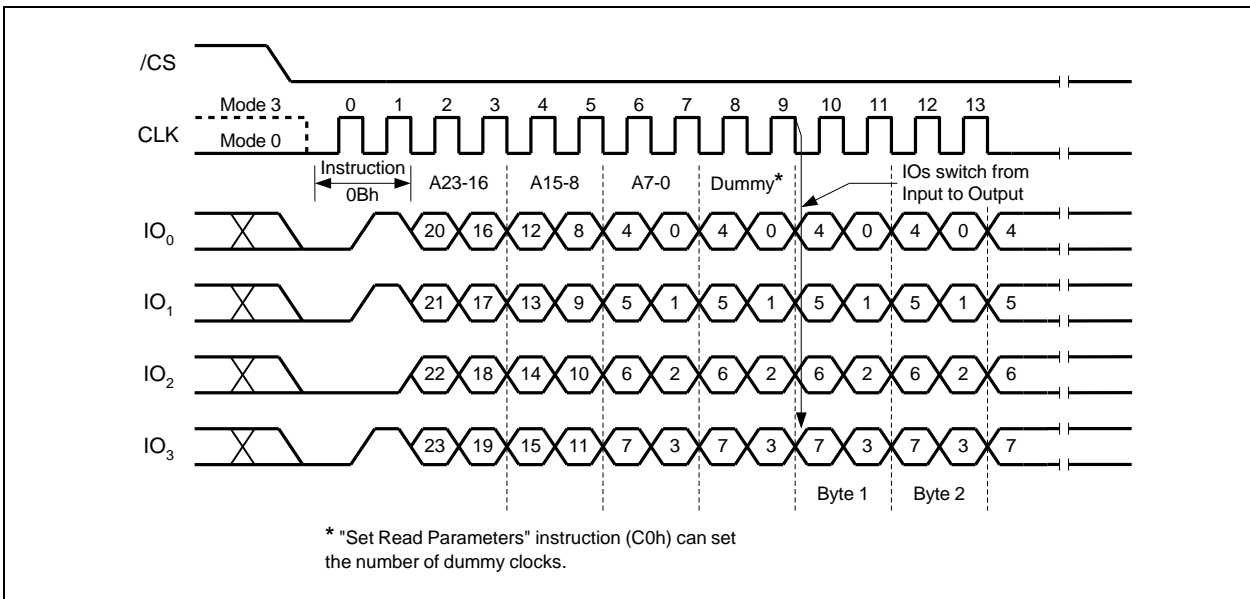 /CS
Mode 3 0 1 2 3 4 5 6 7 8 9 10 11 12 13
CLK Mode 0
Instruction
0Bh A23-16 A15-8 A7-0 Dummy*
IOs switch from
Input to Output
IO0 20 16 12 8 4 0 4 0 4 0 4 0 4
IO1 21 17 13 9 5 1 5 1 5 1 5 1 5
IO2 22 18 14 10 6 2 6 2 6 2 6 2 6
IO3 23 19 15 11 7 3 7 3 7 3 7 3 7
Byte 1 Byte 2
* "Set Read Parameters" instruction (C0h) can set
the number of dummy clocks.